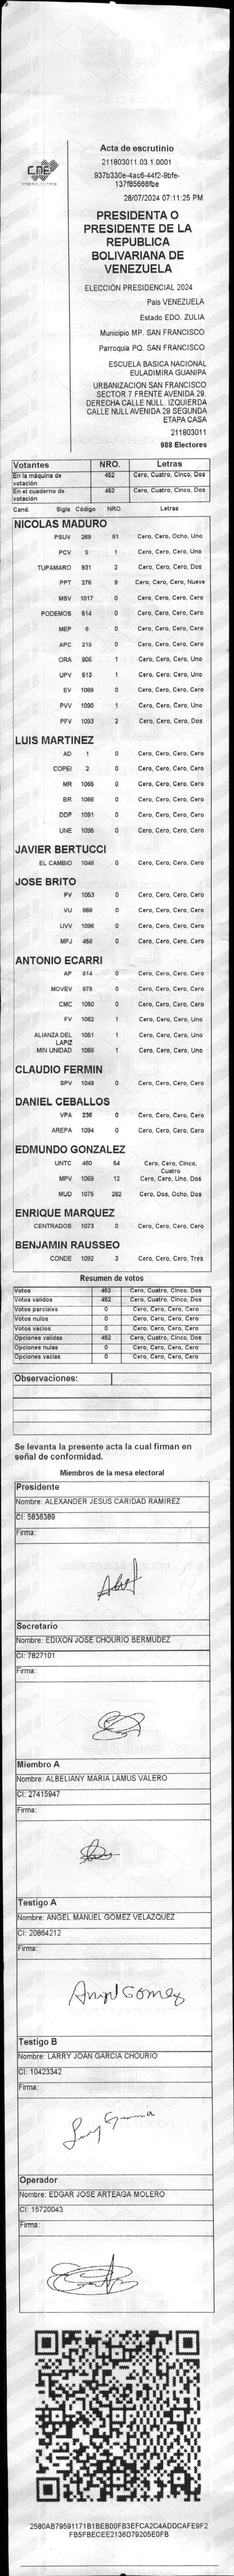 CNE
Acta de escrutinio
211803011.03.1.0001
937b330e-4ac6-44f2-9bfe-
137f95666fbe
28/07/2024 07:11:25 PM
PRESIDENTA O
PRESIDENTE DE LA
REPUBLICA
BOLIVARIANA DE
VENEZUELA
ELECCIÓN PRESIDENCIAL 2024
País VENEZUELA
Estado EDO. ZULIA
Municipio MP. SAN FRANCISCO
Parroquia PQ. SAN FRANCISCO
ESCUELA BASICA NACIONAL
EULADIMIRA GUANIPA
URBANIZACION SAN FRANCISCO
SECTOR 7 FRENTE AVENIDA 29.
DERECHA CALLE NULL. IZQUIERDA
CALLE NULL AVENIDA 29 SEGUNDA
ETAPA CASA
211803011
988 Electores
Votantes NRO. Letras
En la máquina de votación 452 Cero, Cuatro, Cinco, Dos
En el cuaderno de votación 452 Cero, Cuatro, Cinco, Dos
Cand. Sigla Código NRO. Letras
NICOLAS MADURO
PSUV 269 81 Cero, Cero, Ocho, Uno
PCV 9 1 Cero, Cero, Cero, Uno
TUPAMARO 931 2 Cero, Cero, Cero, Dos
PPT 276 9 Cero, Cero, Cero, Nueve
MSV 1017 0 Cero, Cero, Cero, Cero
PODEMOS 514 0 Cero, Cero, Cero, Cero
MEP 6 0 Cero, Cero, Cero, Cero
APC 219 0 Cero, Cero, Cero, Cero
ORA 906 1 Cero, Cero, Cero, Uno
UPV 513 1 Cero, Cero, Cero, Uno
EV 1089 0 Cero, Cero, Cero, Cero
PVV 1090 1 Cero, Cero, Cero, Uno
PFV 1093 2 Cero, Cero, Cero, Dos
LUIS MARTINEZ
AD 1 0 Cero, Cero, Cero, Cero
COPEI 2 0 Cero, Cero, Cero, Cero
MR 1065 0 Cero, Cero, Cero, Cero
BR 1066 0 Cero, Cero, Cero, Cero
DDP 1091 0 Cero, Cero, Cero, Cero
UNE 1095 0 Cero, Cero, Cero, Cero
JAVIER BERTUCCI
EL CAMBIO 1046 0 Cero, Cero, Cero, Cero
JOSE BRITO
PV 1053 0 Cero, Cero, Cero, Cero
VU 868 0 Cero, Cero, Cero, Cero
UVV 1096 0 Cero, Cero, Cero, Cero
MPJ 459 0 Cero, Cero, Cero, Cero
ANTONIO ECARRI
AP 914 0 Cero, Cero, Cero, Cero
MOVEV 878 0 Cero, Cero, Cero, Cero
CMC 1050 0 Cero, Cero, Cero, Cero
FV 1062 1 Cero, Cero, Cero, Uno
ALIANZA DEL LAPIZ 1051 1 Cero, Cero, Cero, Uno
MIN UNIDAD 1068 1 Cero, Cero, Cero, Uno
CLAUDIO FERMIN
SPV 1049 0 Cero, Cero, Cero, Cero
DANIEL CEBALLOS
VPA 236 0 Cero, Cero, Cero, Cero
AREPA 1094 0 Cero, Cero, Cero, Cero
EDMUNDO GONZALEZ
UNTC 460 54 Cero, Cero, Cinco, Cuatro
MPV 1069 12 Cero, Cero, Uno, Dos
MUD 1075 282 Cero, Dos, Ocho, Dos
ENRIQUE MARQUEZ
CENTRADOS 1073 0 Cero, Cero, Cero, Cero
BENJAMIN RAUSSEO
CONDE 1092 3 Cero, Cero, Cero, Tres
Resumen de votos
Votos 452 Cero, Cuatro, Cinco, Dos
Votos validos 452 Cero, Cuatro, Cinco, Dos
Votos parciales 0 Cero, Cero, Cero, Cero
Votos nulos 0 Cero, Cero, Cero, Cero
Votos vacíos 0 Cero, Cero, Cero, Cero
Opciones validas 452 Cero, Cuatro, Cinco, Dos
Opciones nulas 0 Cero, Cero, Cero, Cero
Opciones vacías 0 Cero, Cero, Cero, Cero
Observaciones:
Se levanta la presente acta la cual firman en
señal de conformidad.
Miembros de la mesa electoral
Presidente
Nombre: ALEXANDER JESUS CARIDAD RAMIREZ
CI: 5836389
Firma:
Secretario
Nombre: EDIXON JOSE CHOURIO BERMUDEZ
CI: 7827101
Firma:
Miembro A
Nombre: ALBELIANY MARIA LAMUS VALERO
CI: 27415947
Firma:
Testigo A
Nombre: ANGEL MANUEL GOMEZ VELAZQUEZ
CI: 20864212
Firma:
Angel Gomez
Testigo B
Nombre: LARRY JOAN GARCIA CHOURIO
CI: 10423342
Firma:
Operador
Nombre: EDGAR JOSE ARTEAGA MOLERO
CI: 15720043
Firma:
2580AB79591171B1BEB00FB3EFCA2C4ADDCAFE9F2
FB5FBECEE2136D79205E0FB